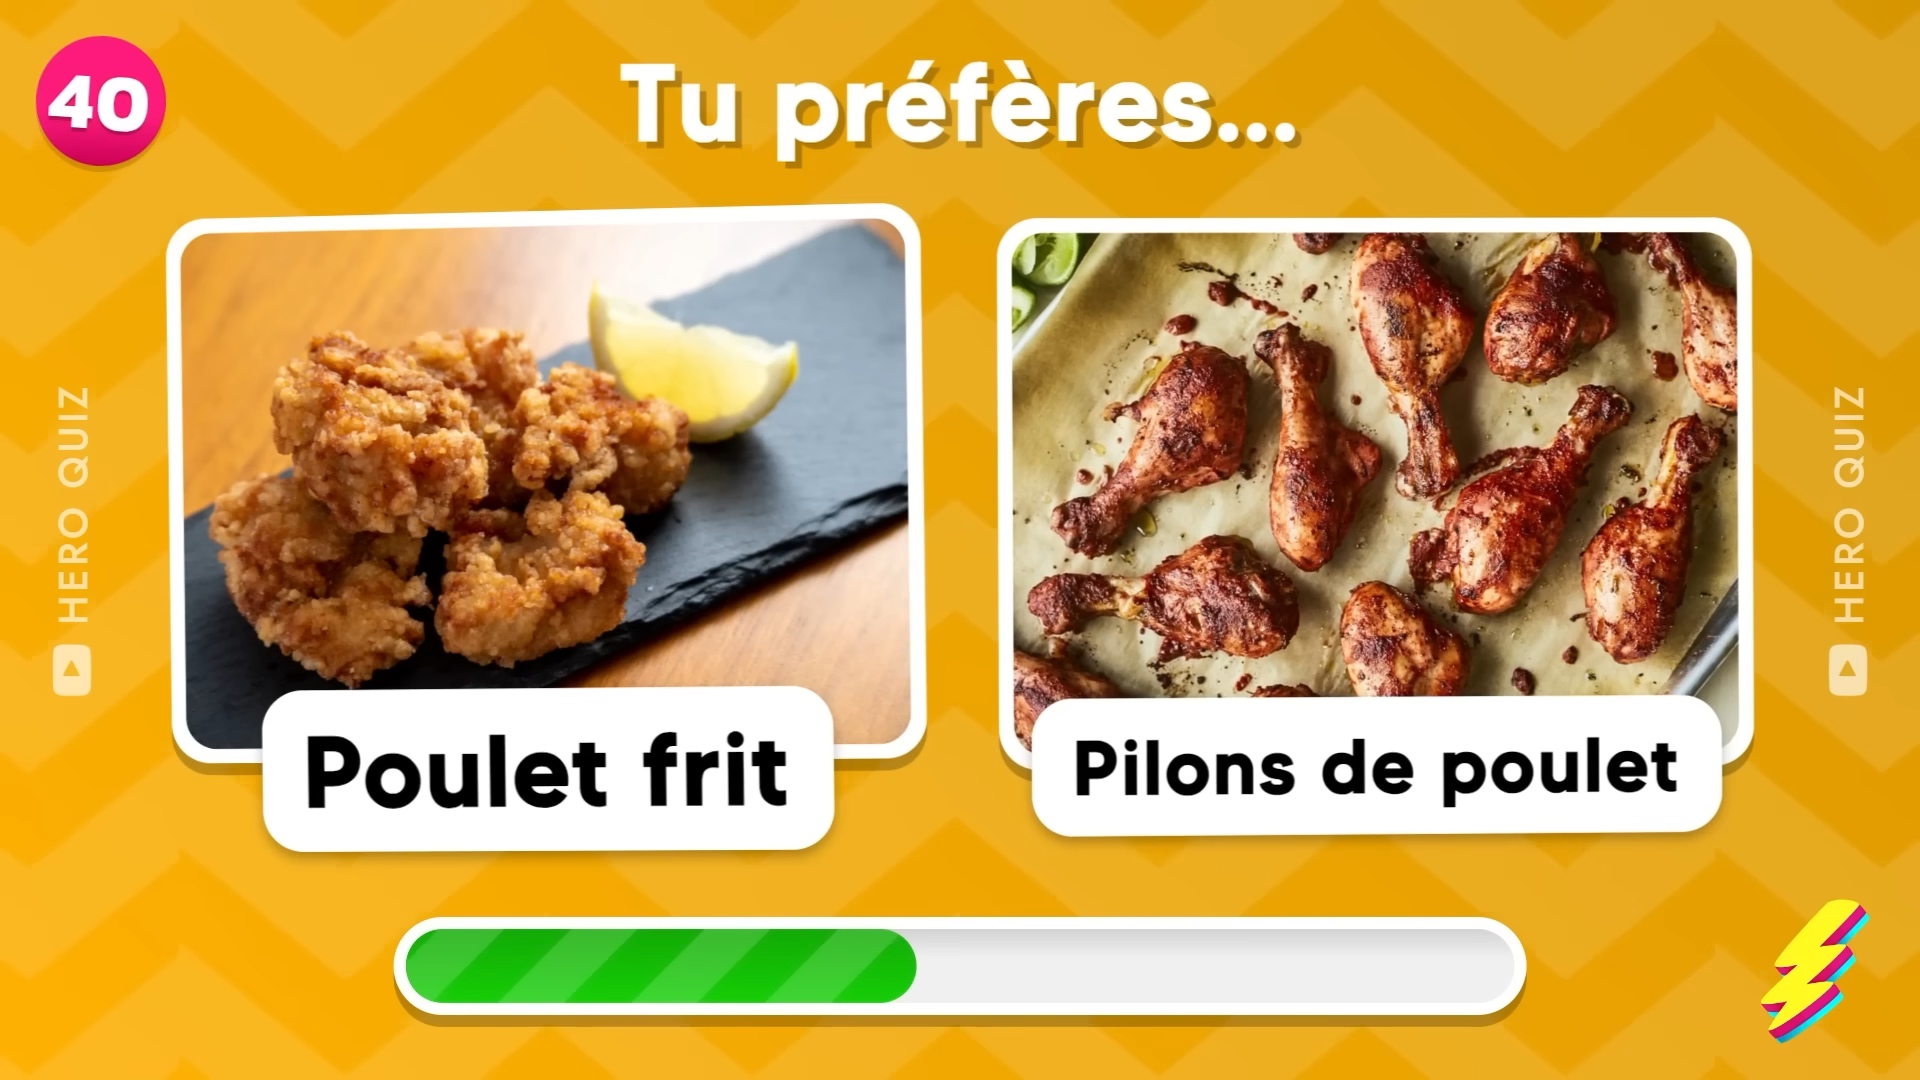 40
Tu préfères...
HERO QUIZ
HERO QUIZ
Poulet frit
Pilons de poulet